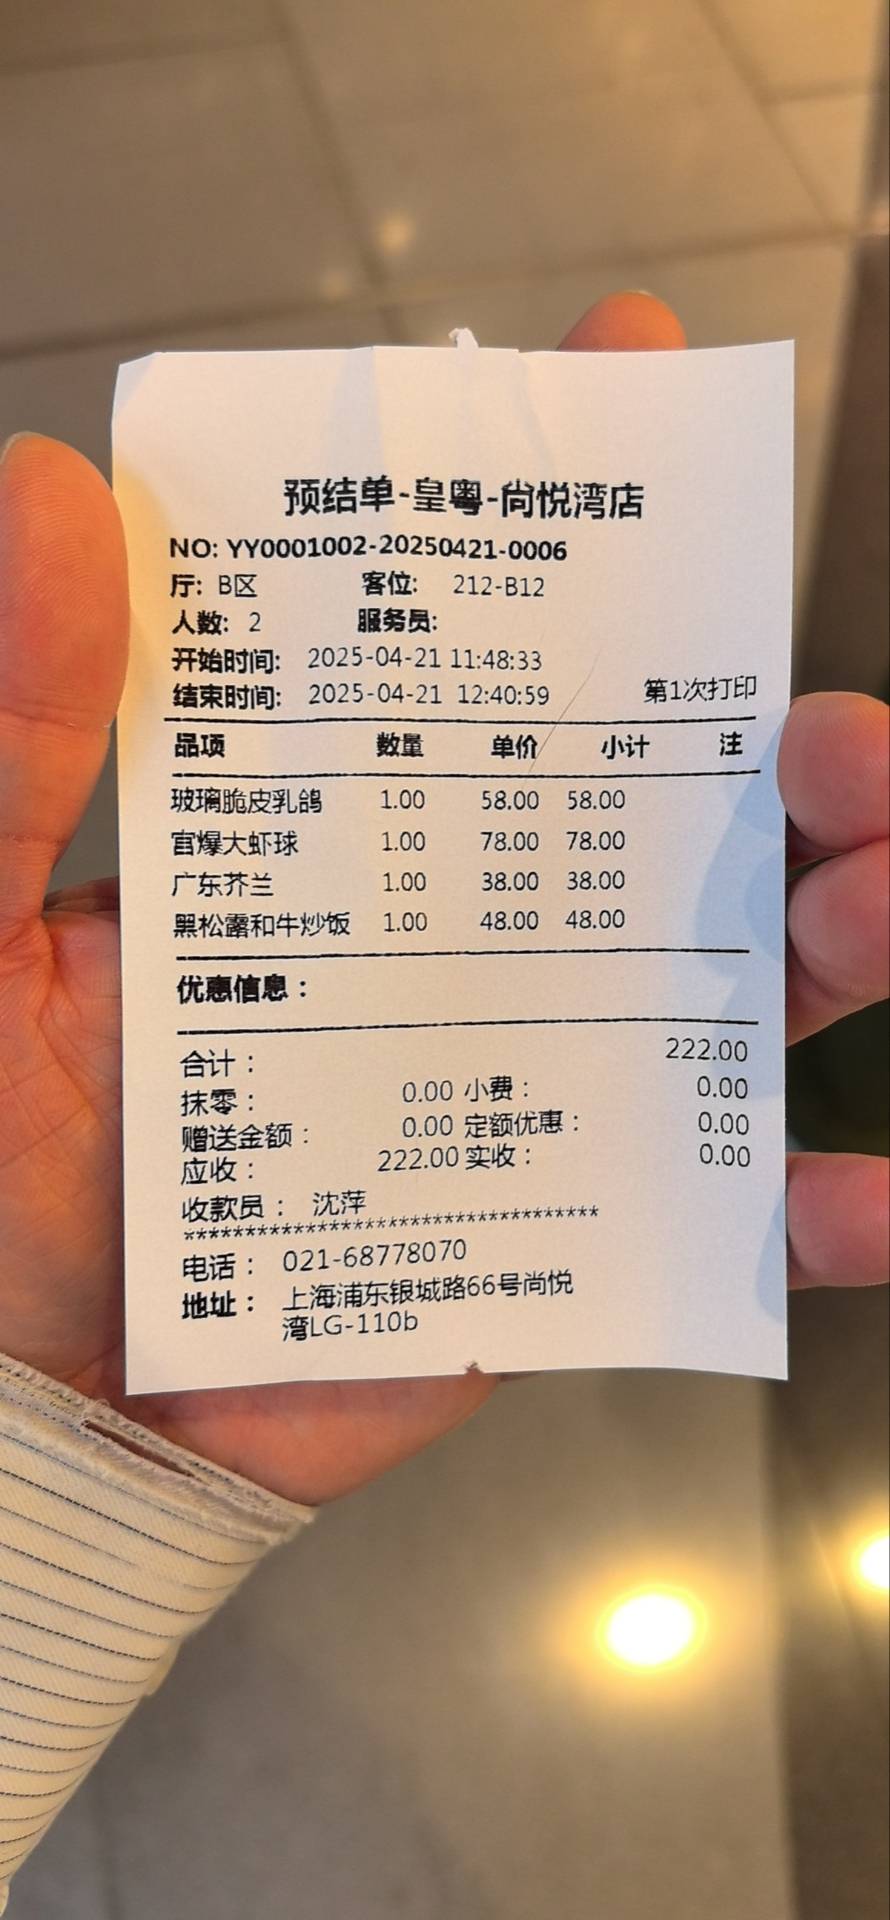 预结单-皇粤-尚悦湾店
NO: YY0001002-20250421-0006
厅: B区 客位: 212-B12
人数: 2 服务员:
开始时间: 2025-04-21 11:48:33
结束时间: 2025-04-21 12:40:59 第1次打印
品项 数量 单价 小计 注
玻璃脆皮乳鸽 1.00 58.00 58.00
宫爆大虾球 1.00 78.00 78.00
广东芥兰 1.00 38.00 38.00
黑松露和牛炒饭 1.00 48.00 48.00
优惠信息：
合计： 222.00
抹零： 0.00 小费： 0.00
赠送金额： 0.00 定额优惠： 0.00
应收： 222.00 实收： 0.00
收款员： 沈萍
**********************************
电话： 021-68778070
地址： 上海浦东银城路66号尚悦
湾LG-110b